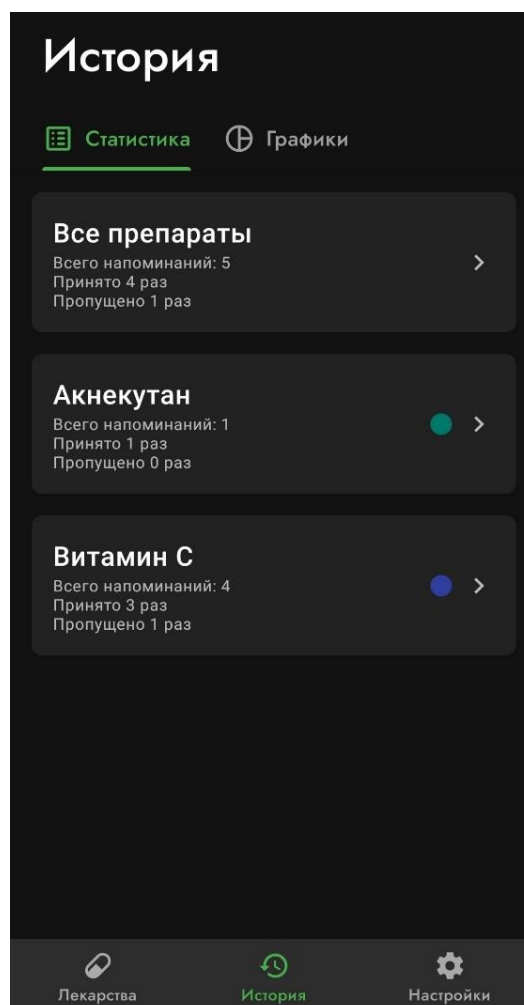 История
Статистика Графики
Все препараты
Всего напоминаний: 5
Принято 4 раз
Пропущено 1 раз
Акнекутан
Всего напоминаний: 1
Принято 1 раз
Пропущено 0 раз
Витамин С
Всего напоминаний: 4
Принято 3 раз
Пропущено 1 раз
Лекарства История Настройки